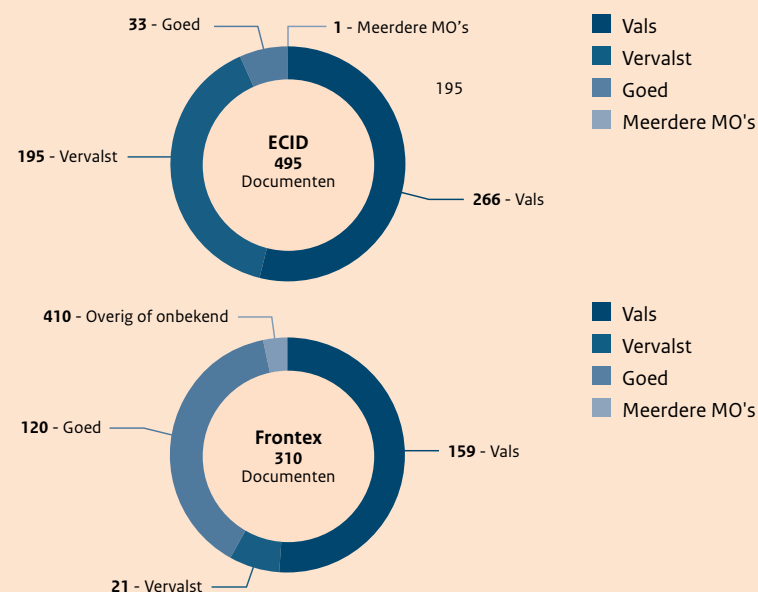 33 - Goed
1 - Meerdere MO’s
195
195 - Vervalst
ECID
495
Documenten
266 - Vals
Vals
Vervalst
Goed
Meerdere MO's
410 - Overig of onbekend
120 - Goed
Frontex
310
Documenten
159 - Vals
21 - Vervalst
Vals
Vervalst
Goed
Meerdere MO's